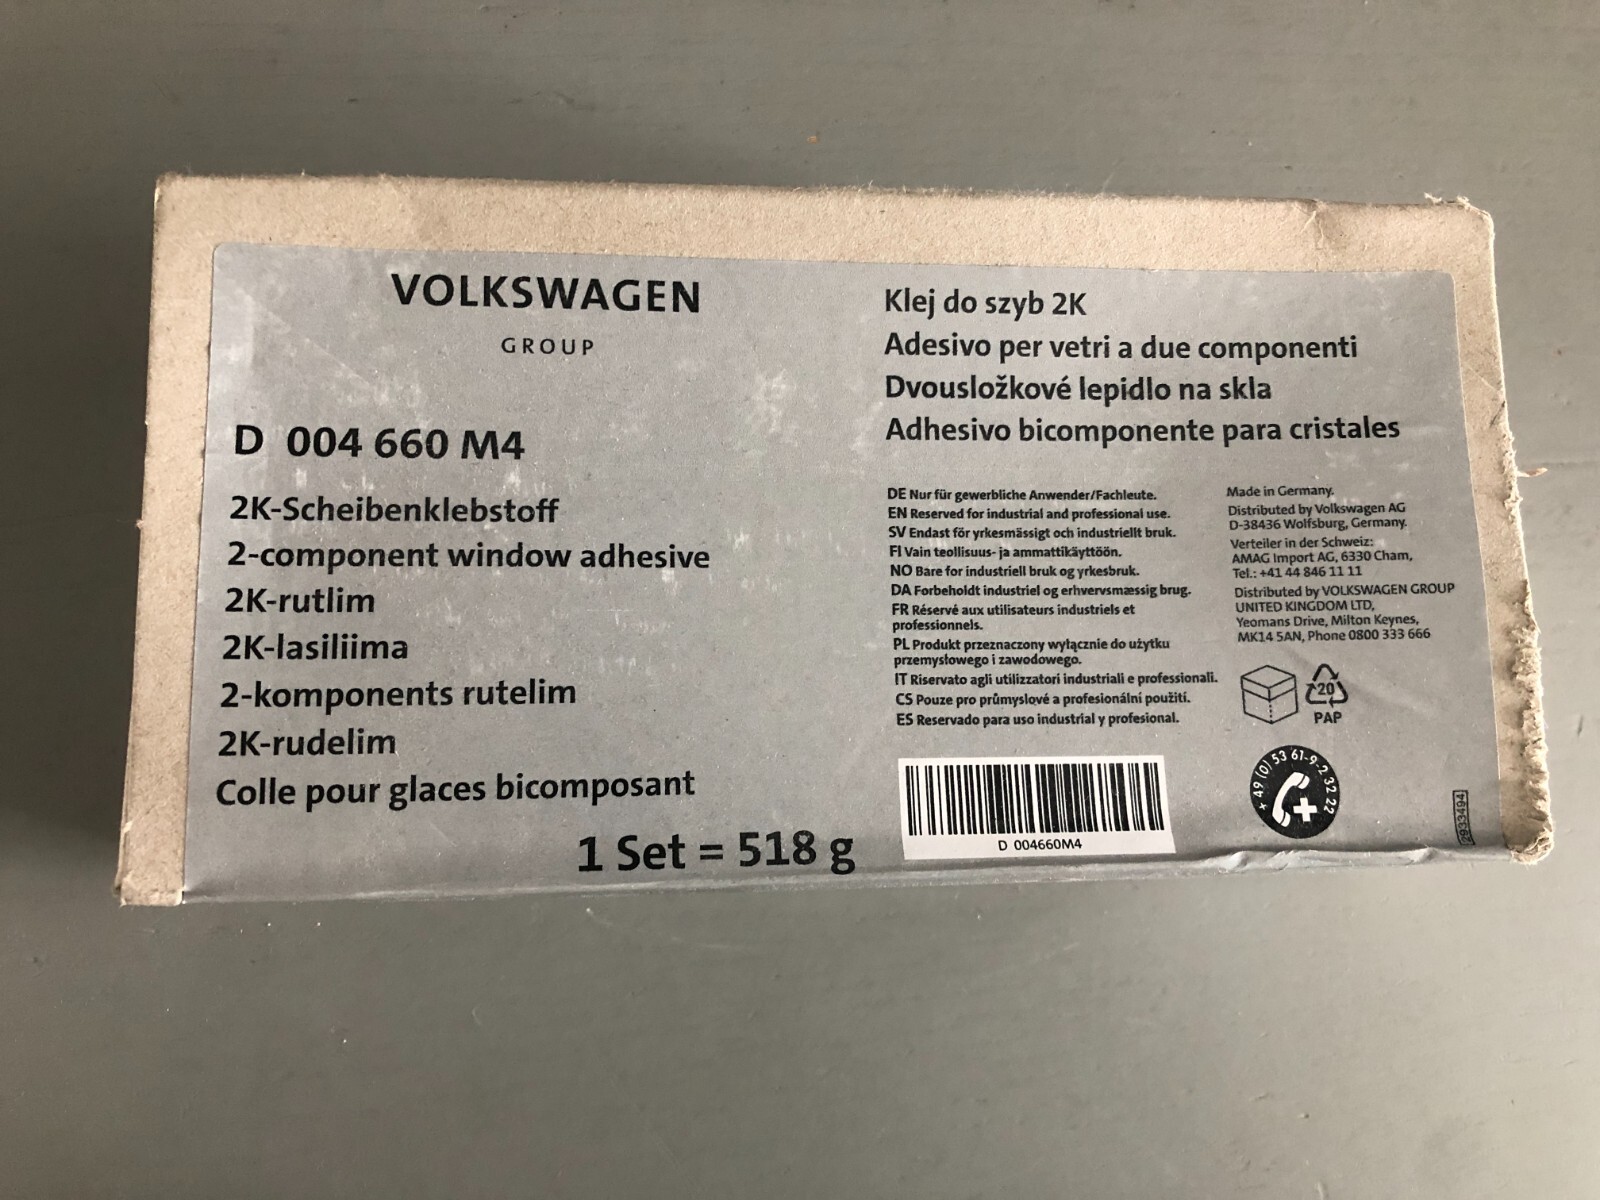 VOLKSWAGEN
GROUP
D 004 660 M4
2K-Scheibenklebstoff
2-component window adhesive
2K-rutlim
2K-lasiliima
2-komponents rutelim
2K-rudelim
Colle pour glaces bicomposant
1 Set = 518 g
Klej do szyb 2K
Adesivo per vetri a due componenti
Dvousložkové lepidlo na skla
Adhesivo bicomponente para cristales
DE Nur für gewerbliche Anwender/Fachleute.
EN Reserved for industrial and professional use.
SV Endast för yrkesmässigt och industriellt bruk.
FI Vain teollisuus- ja ammattikäyttöön.
NO Bare for industriell bruk og yrkesbruk.
DA Forbeholdt industriel og erhvervsmæssig brug.
FR Réservé aux utilisateurs industriels et
professionnels.
PL Produkt przeznaczony wyłącznie do użytku
przemysłowego i zawodowego.
IT Riservato agli utilizzatori industriali e professionali.
CS Pouze pro průmyslové a profesionální použití.
ES Reservado para uso industrial y profesional.
Made in Germany.
Distributed by Volkswagen AG
D-38436 Wolfsburg, Germany.
Verteiler in der Schweiz:
AMAG Import AG, 6330 Cham,
Tel.: +41 44 846 11 11
Distributed by VOLKSWAGEN GROUP
UNITED KINGDOM LTD,
Yeomans Drive, Milton Keynes,
MK14 5AN, Phone 0800 333 666
20
PAP
D 004660M4
+ 49 (0) 53 61-9-2 32 22
2933494